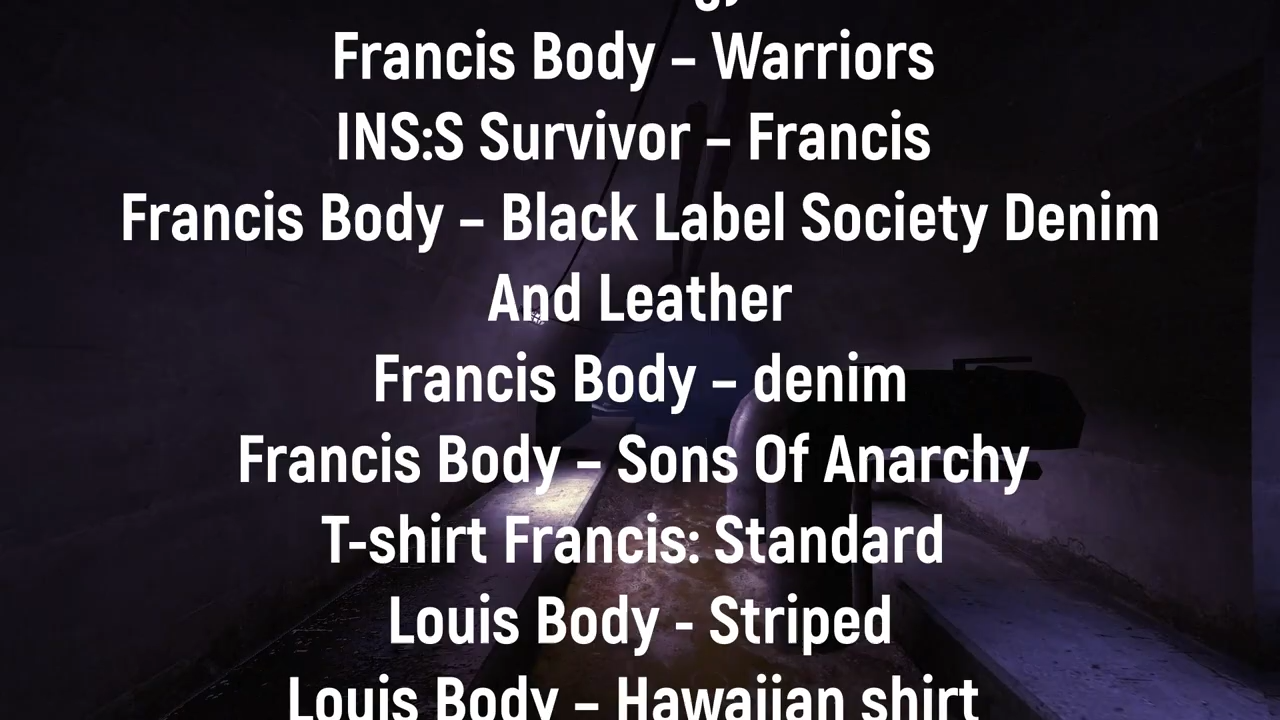 Francis Body – Warriors
INS:S Survivor – Francis
Francis Body – Black Label Society Denim
And Leather
Francis Body – denim
Francis Body – Sons Of Anarchy
T-shirt Francis: Standard
Louis Body - Striped
Louis Body – Hawaiian shirt